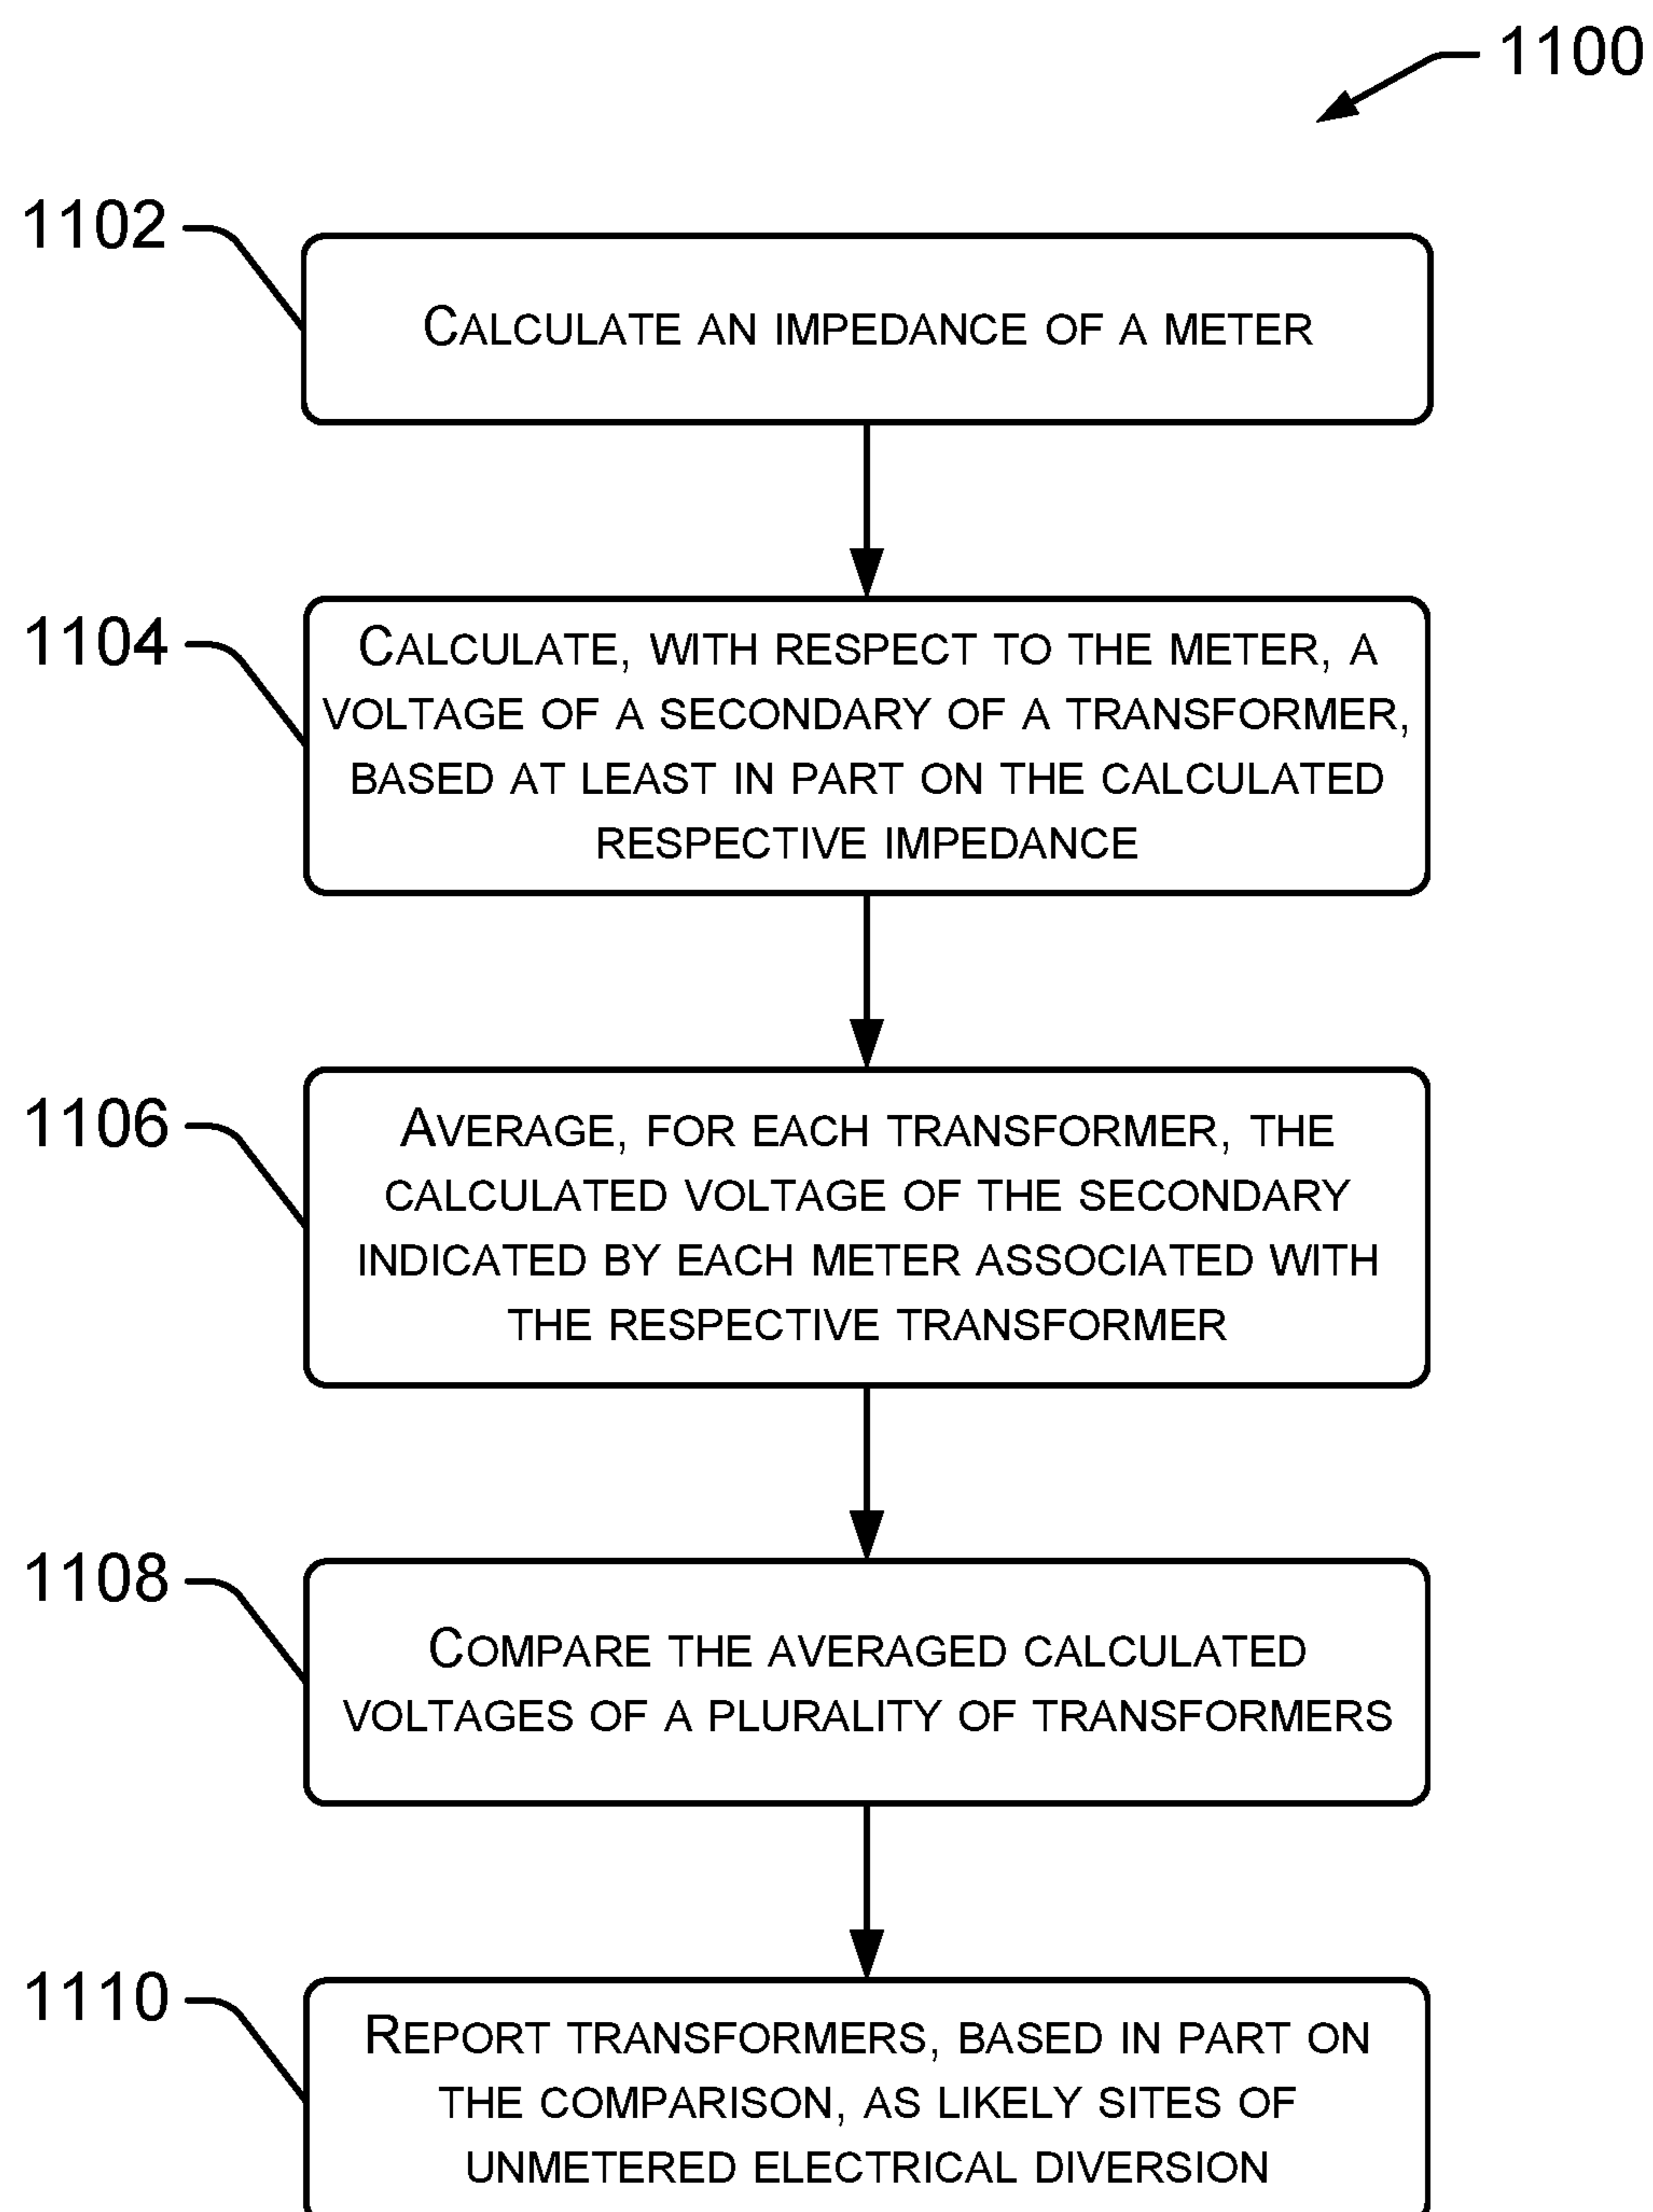 1100
1102
CALCULATE AN IMPEDANCE OF A METER
1104
CALCULATE, WITH RESPECT TO THE METER, A
VOLTAGE OF A SECONDARY OF A TRANSFORMER,
BASED AT LEAST IN PART ON THE CALCULATED
RESPECTIVE IMPEDANCE
1106
AVERAGE, FOR EACH TRANSFORMER, THE
CALCULATED VOLTAGE OF THE SECONDARY
INDICATED BY EACH METER ASSOCIATED WITH
THE RESPECTIVE TRANSFORMER
1108
COMPARE THE AVERAGED CALCULATED
VOLTAGES OF A PLURALITY OF TRANSFORMERS
1110
REPORT TRANSFORMERS, BASED IN PART ON
THE COMPARISON, AS LIKELY SITES OF
UNMETERED ELECTRICAL DIVERSION